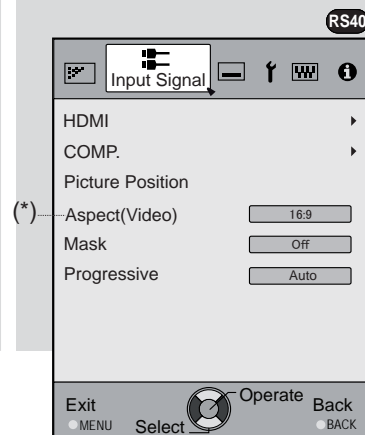 RS40
Input Signal
HDMI
COMP.
Picture Position
(*) Aspect(Video) 16:9
Mask Off
Progressive Auto
Exit Operate Back
MENU Select BACK